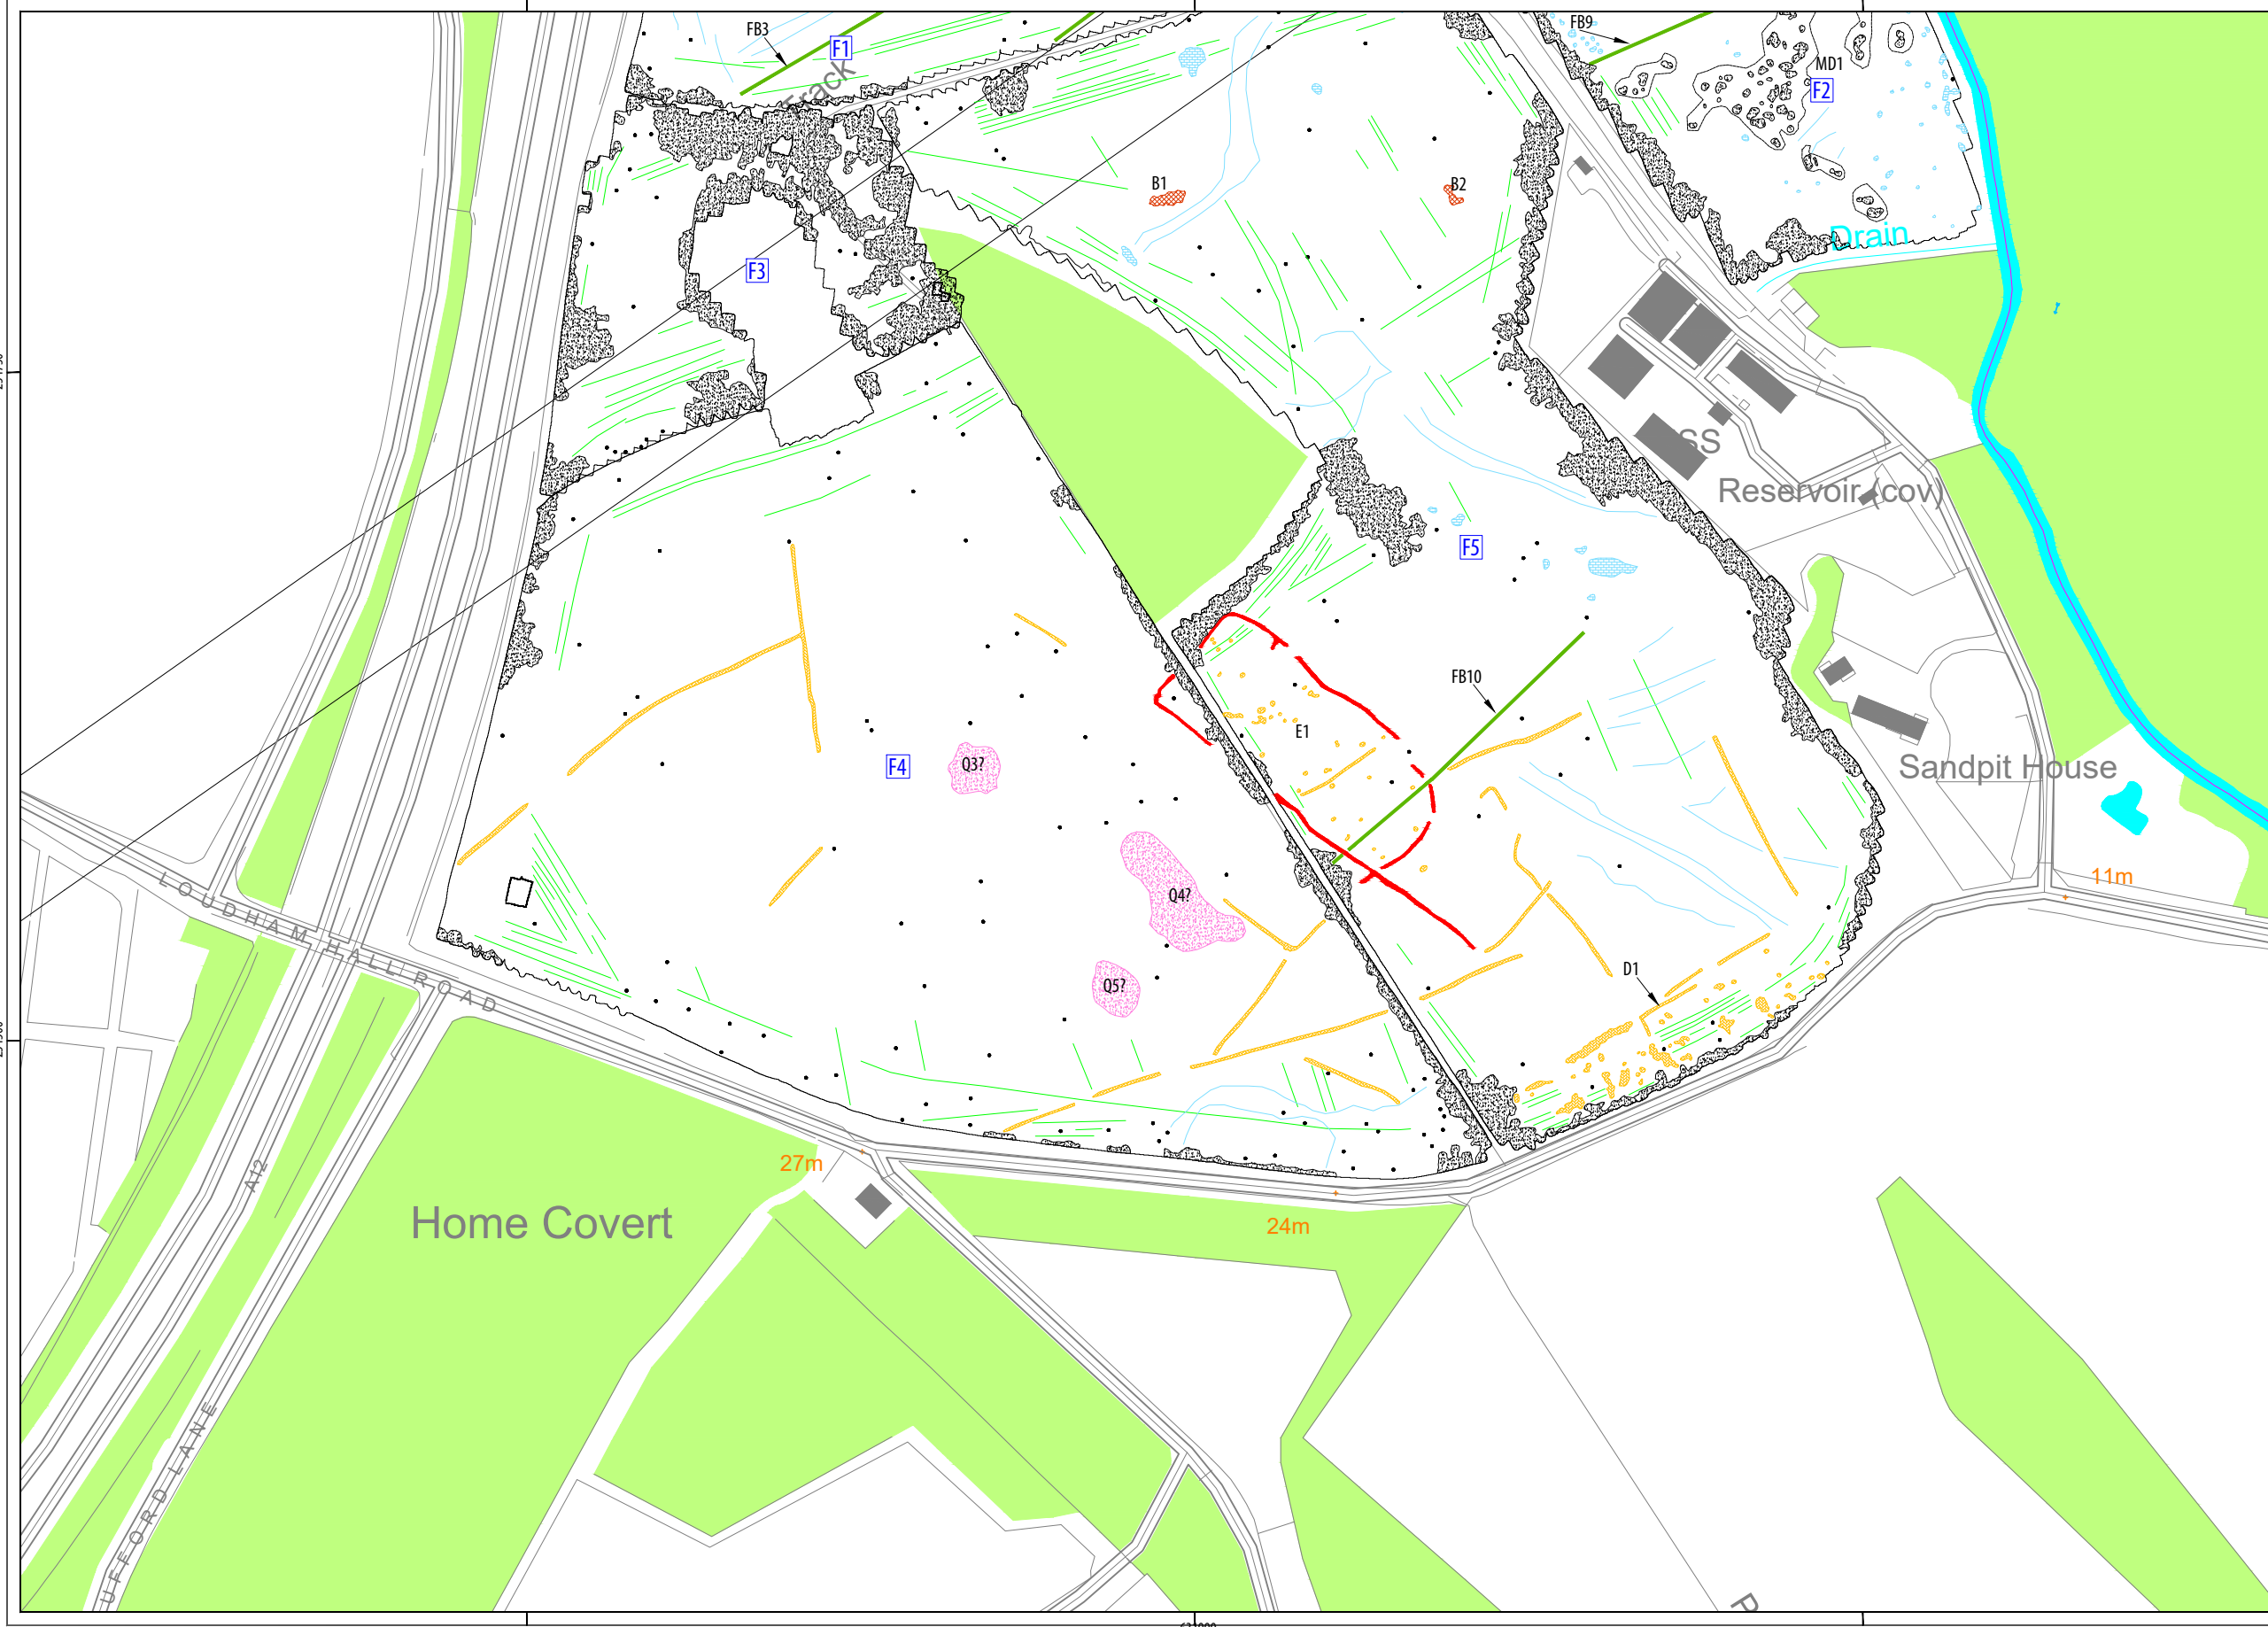 FB3
F1
Track
FB9
MD1
F2
B1
B2
Drain
F3
SS
Reservoir (cov)
F5
FB10
E1
Q3?
F4
Sandpit House
LOUDHAM HALL ROAD
Q4?
11m
D1
Q5?
27m
A12
Home Covert
24m
UFFORD LANE
P